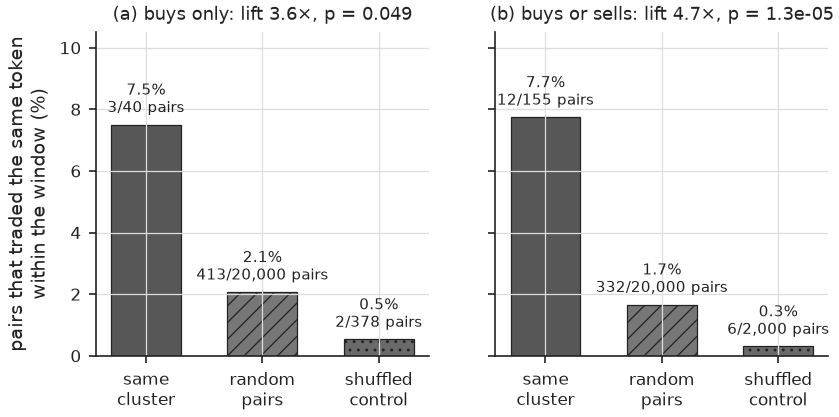 (a) buys only: lift 3.6×, p = 0.049
pairs that traded the same token
within the window (%)
10
8
6
4
2
0
7.5%
3/40 pairs
2.1%
413/20,000 pairs
0.5%
2/378 pairs
same
cluster
random
pairs
shuffled
control
(b) buys or sells: lift 4.7×, p = 1.3e-05
7.7%
12/155 pairs
1.7%
332/20,000 pairs
0.3%
6/2,000 pairs
same
cluster
random
pairs
shuffled
control